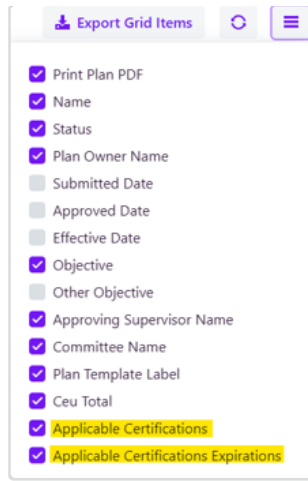 Export Grid Items
Print Plan PDF
Name
Status
Plan Owner Name
Submitted Date
Approved Date
Effective Date
Objective
Other Objective
Approving Supervisor Name
Committee Name
Plan Template Label
Ceu Total
Applicable Certifications
Applicable Certifications Expirations